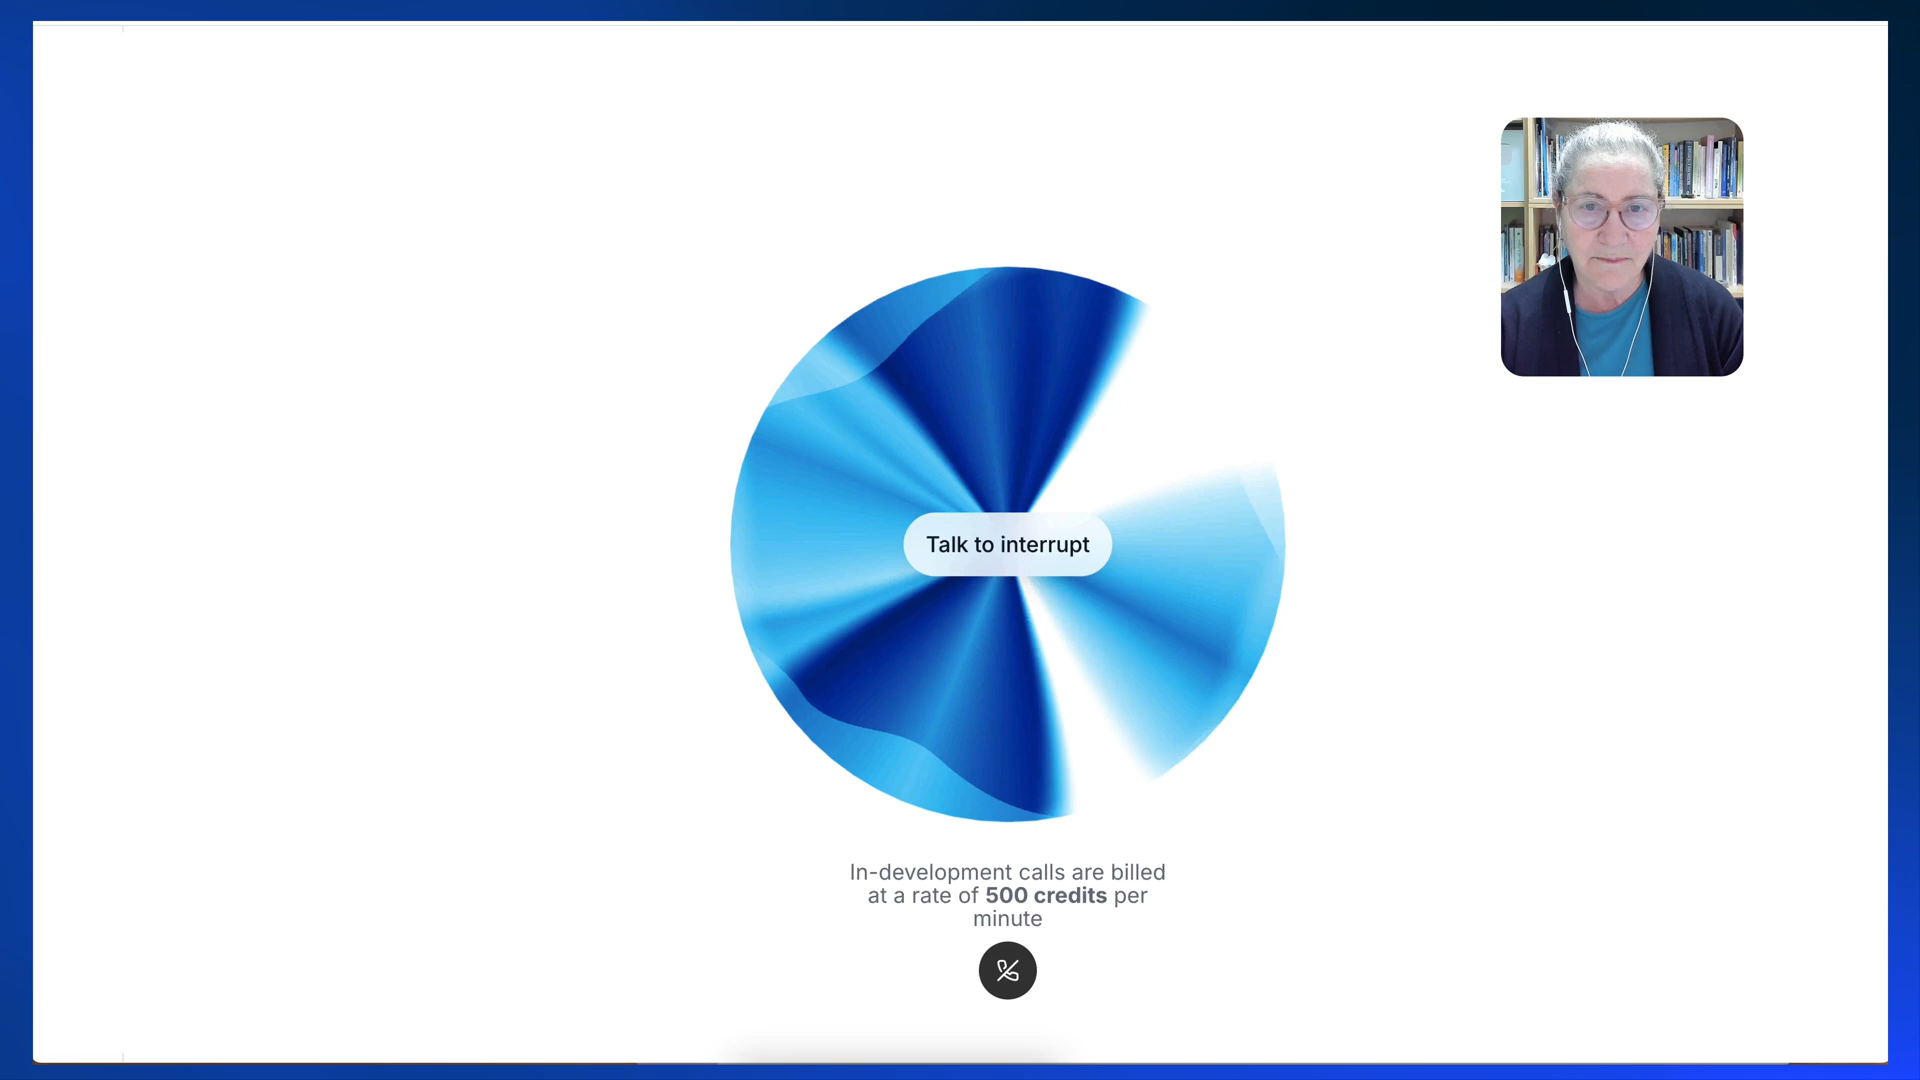 Talk to interrupt
In-development calls are billed
at a rate of 500 credits per
minute